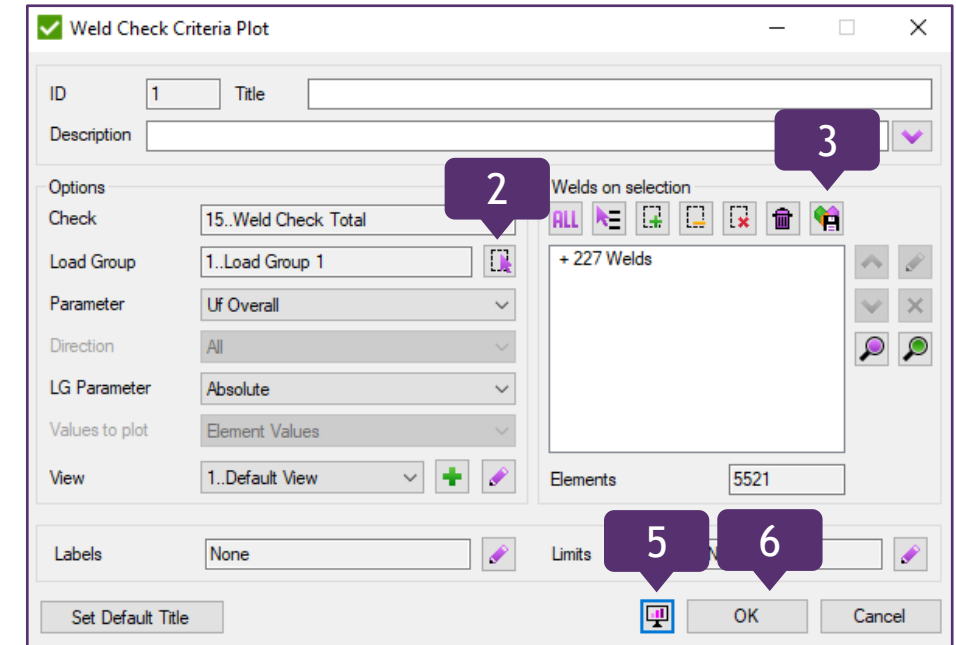 Weld Check Criteria Plot
ID 1 Title
Description
3
Options
2
Welds on selection
Check 15..Weld Check Total
ALL
Load Group 1..Load Group 1
+ 227 Welds
Parameter Uf Overall
Direction All
LG Parameter Absolute
Values to plot Element Values
View 1..Default View
Elements 5521
Labels None
Limits
5
6
Set Default Title
OK
Cancel